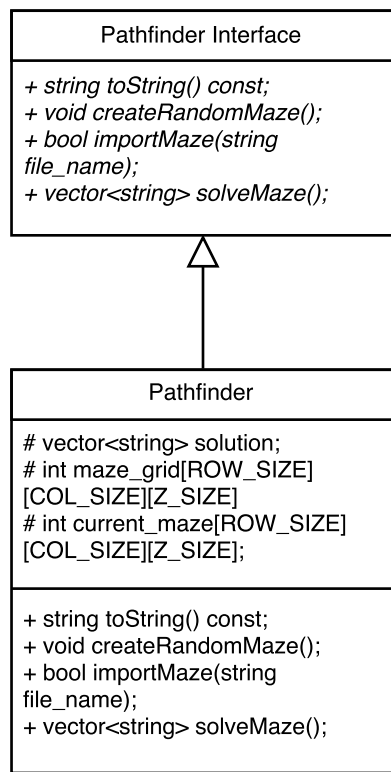 Pathfinder Interface
+ string toString() const;
+ void createRandomMaze();
+ bool importMaze(string
file_name);
+ vector<string> solveMaze();
Pathfinder
# vector<string> solution;
# int maze_grid[ROW_SIZE]
[COL_SIZE][Z_SIZE]
# int current_maze[ROW_SIZE]
[COL_SIZE][Z_SIZE];
+ string toString() const;
+ void createRandomMaze();
+ bool importMaze(string
file_name);
+ vector<string> solveMaze();